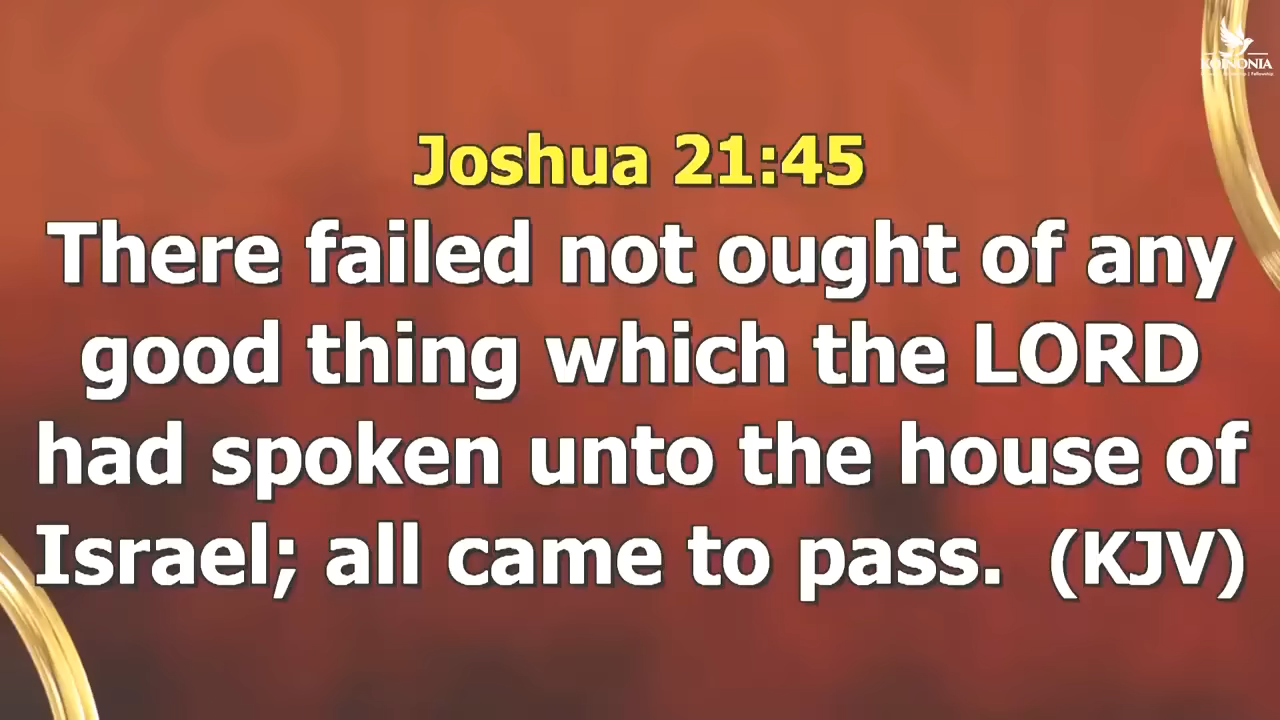 KOINONIA
KOINONIA
Joshua 21:45
There failed not ought of any
good thing which the LORD
had spoken unto the house of
Israel; all came to pass. (KJV)